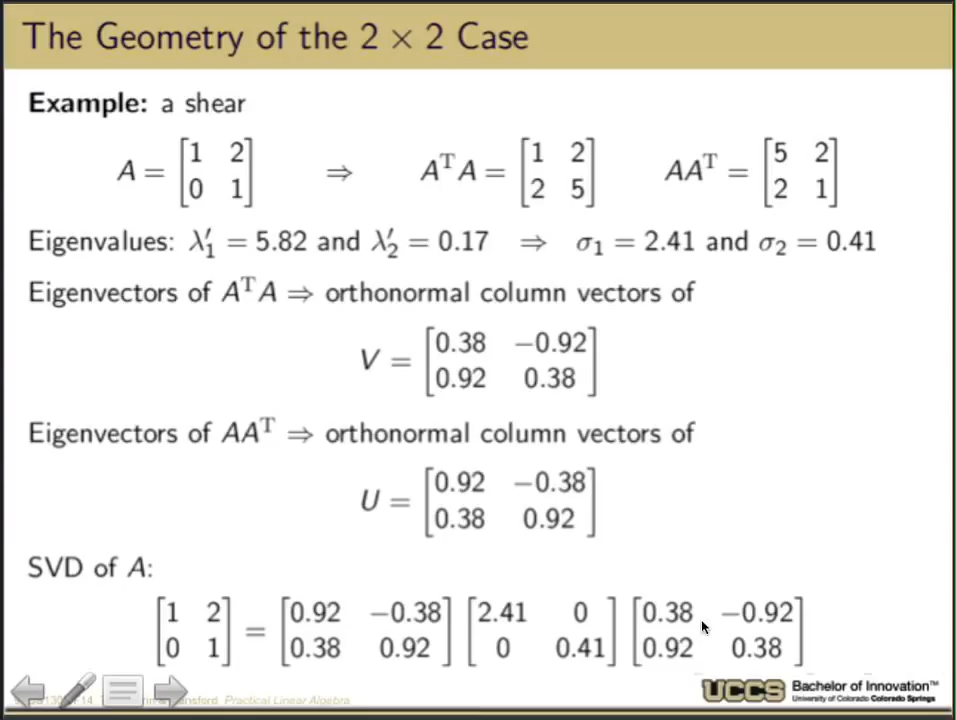 The Geometry of the 2 × 2 Case
Example: a shear
A = [1 2; 0 1] ⇒ AᵀA = [1 2; 2 5] AAᵀ = [5 2; 2 1]
Eigenvalues: λ′₁ = 5.82 and λ′₂ = 0.17 ⇒ σ₁ = 2.41 and σ₂ = 0.41
Eigenvectors of AᵀA ⇒ orthonormal column vectors of
V = [0.38 −0.92; 0.92 0.38]
Eigenvectors of AAᵀ ⇒ orthonormal column vectors of
U = [0.92 −0.38; 0.38 0.92]
SVD of A:
[1 2; 0 1] = [0.92 −0.38; 0.38 0.92] [2.41 0; 0 0.41] [0.38 −0.92; 0.92 0.38]
Practical Linear Algebra
UCCS
Bachelor of Innovation™
University of Colorado Colorado Springs